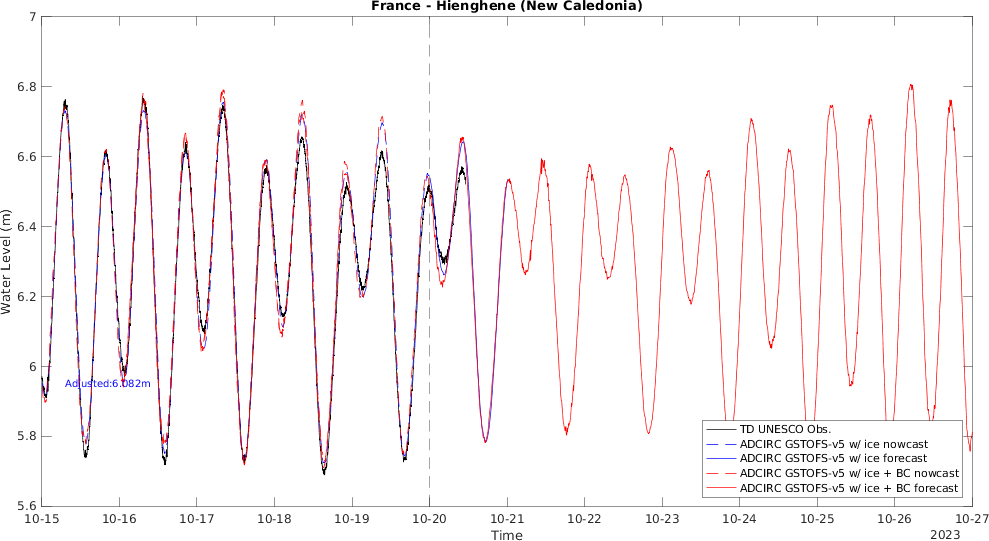 France - Hienghene (New Caledonia)
Water Level (m)
7
6.8
6.6
6.4
6.2
6
5.8
5.6
Adjusted:6.082m
TD UNESCO Obs.
ADCIRC GSTOFS-v5 w/ ice nowcast
ADCIRC GSTOFS-v5 w/ ice forecast
ADCIRC GSTOFS-v5 w/ ice + BC nowcast
ADCIRC GSTOFS-v5 w/ ice + BC forecast
10-15 10-16 10-17 10-18 10-19 10-20 10-21 10-22 10-23 10-24 10-25 10-26 10-27
Time
2023